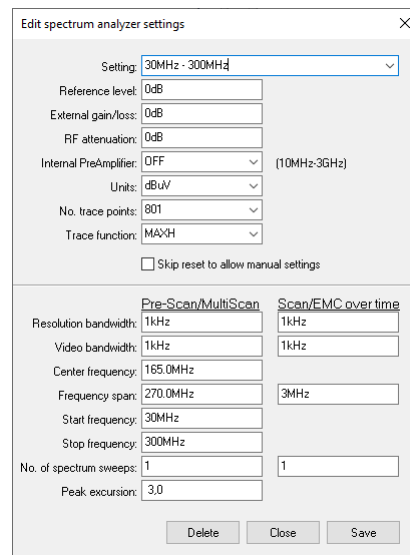 Edit spectrum analyzer settings
Setting: 30MHz - 300MHz
Reference level: 0dB
External gain/loss: 0dB
RF attenuation: 0dB
Internal PreAmplifier: OFF (10MHz-3GHz)
Units: dBuV
No. trace points: 801
Trace function: MAXH
Skip reset to allow manual settings
Pre-Scan/MultiScan Scan/EMC over time
Resolution bandwidth: 1kHz 1kHz
Video bandwidth: 1kHz 1kHz
Center frequency: 165.0MHz
Frequency span: 270.0MHz 3MHz
Start frequency: 30MHz
Stop frequency: 300MHz
No. of spectrum sweeps: 1 1
Peak excursion: 3,0
Delete Close Save